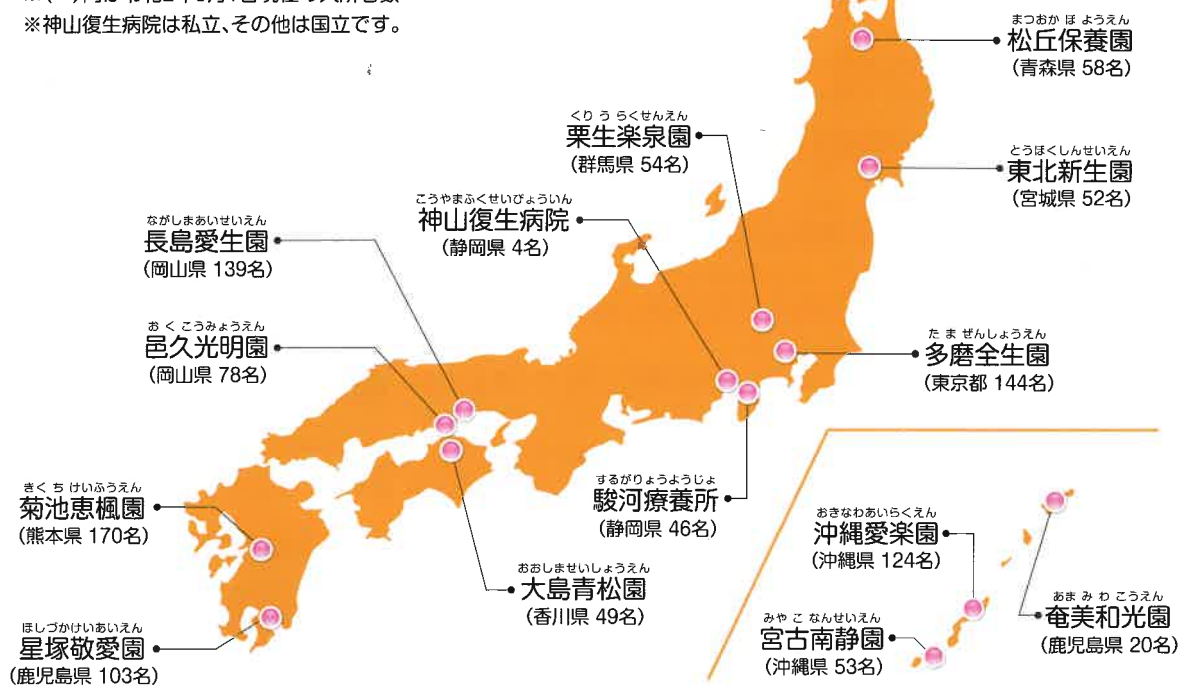 ※神山復生病院は私立、その他は国立です。
まつおか ほ ようえん
松丘保養園
(青森県 58名)
くり う らくせんえん
栗生楽泉園
(群馬県 54名)
とうほくしんせいえん
東北新生園
(宮城県 52名)
こうやまふくせいびょういん
神山復生病院
(静岡県 4名)
ながしまあいせいえん
長島愛生園
(岡山県 139名)
お く こうみょうえん
邑久光明園
(岡山県 78名)
た ま ぜんしょうえん
多磨全生園
(東京都 144名)
するがりょうようじょ
駿河療養所
(静岡県 46名)
きく ち けいふうえん
菊池恵楓園
(熊本県 170名)
おおしませいしょうえん
大島青松園
(香川県 49名)
ほしづかけいあいえん
星塚敬愛園
(鹿児島県 103名)
おきなわあいらくえん
沖縄愛楽園
(沖縄県 124名)
あま み わ こうえん
奄美和光園
(鹿児島県 20名)
みや こ なんせいえん
宮古南静園
(沖縄県 53名)